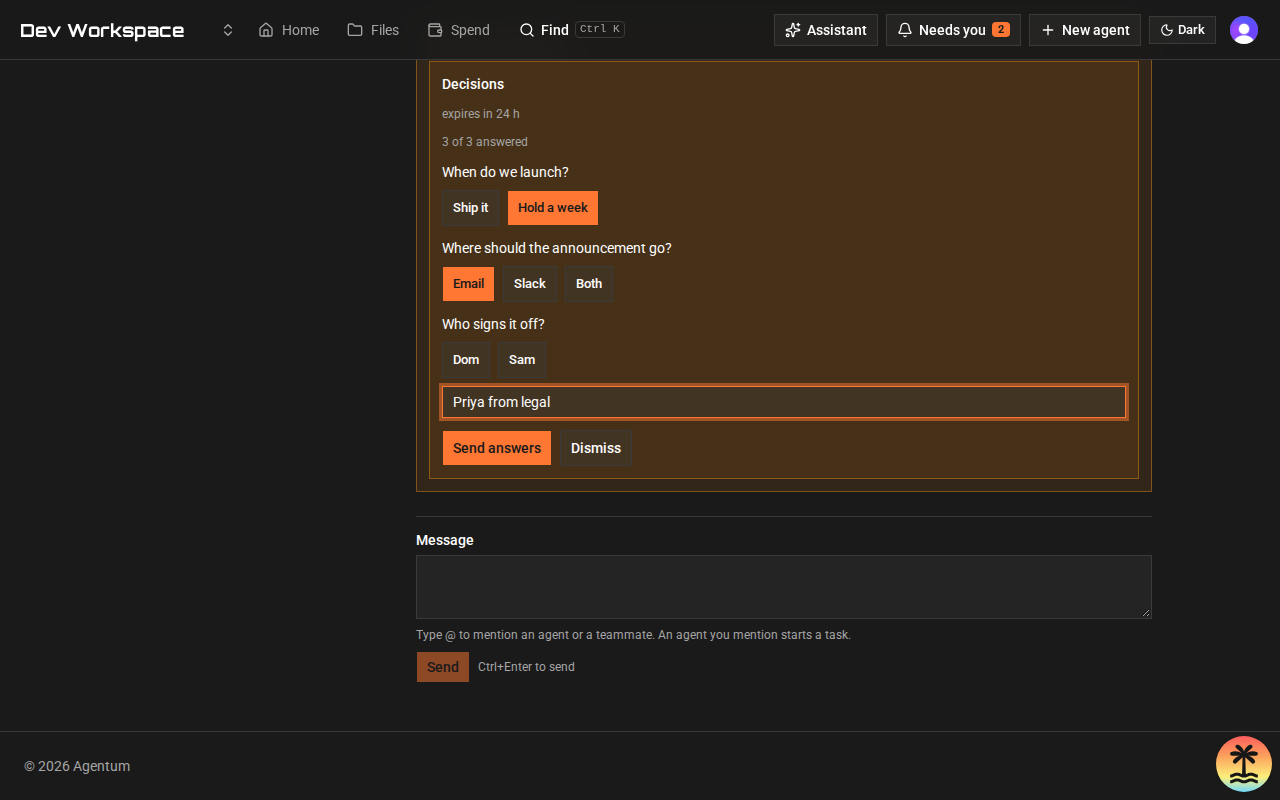 Dev Workspace
Home
Files
Spend
Find Ctrl K
Assistant
Needs you 2
New agent
Dark
Decisions
expires in 24 h
3 of 3 answered
When do we launch?
Ship it Hold a week
Where should the announcement go?
Email Slack Both
Who signs it off?
Dom Sam
Priya from legal
Send answers Dismiss
Message
Type @ to mention an agent or a teammate. An agent you mention starts a task.
Send Ctrl+Enter to send
© 2026 Agentum